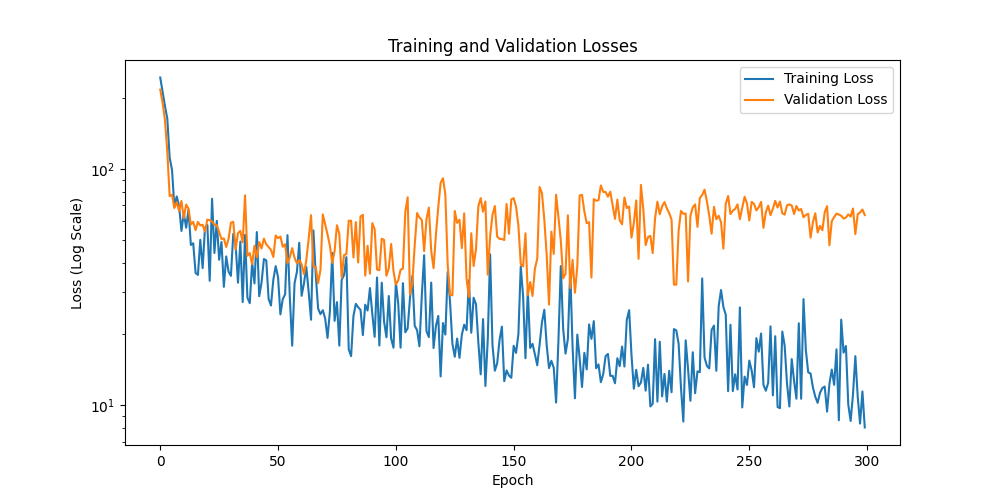 Training and Validation Losses
Training Loss
Validation Loss
Loss (Log Scale)
10²
10¹
0 50 100 150 200 250 300
Epoch